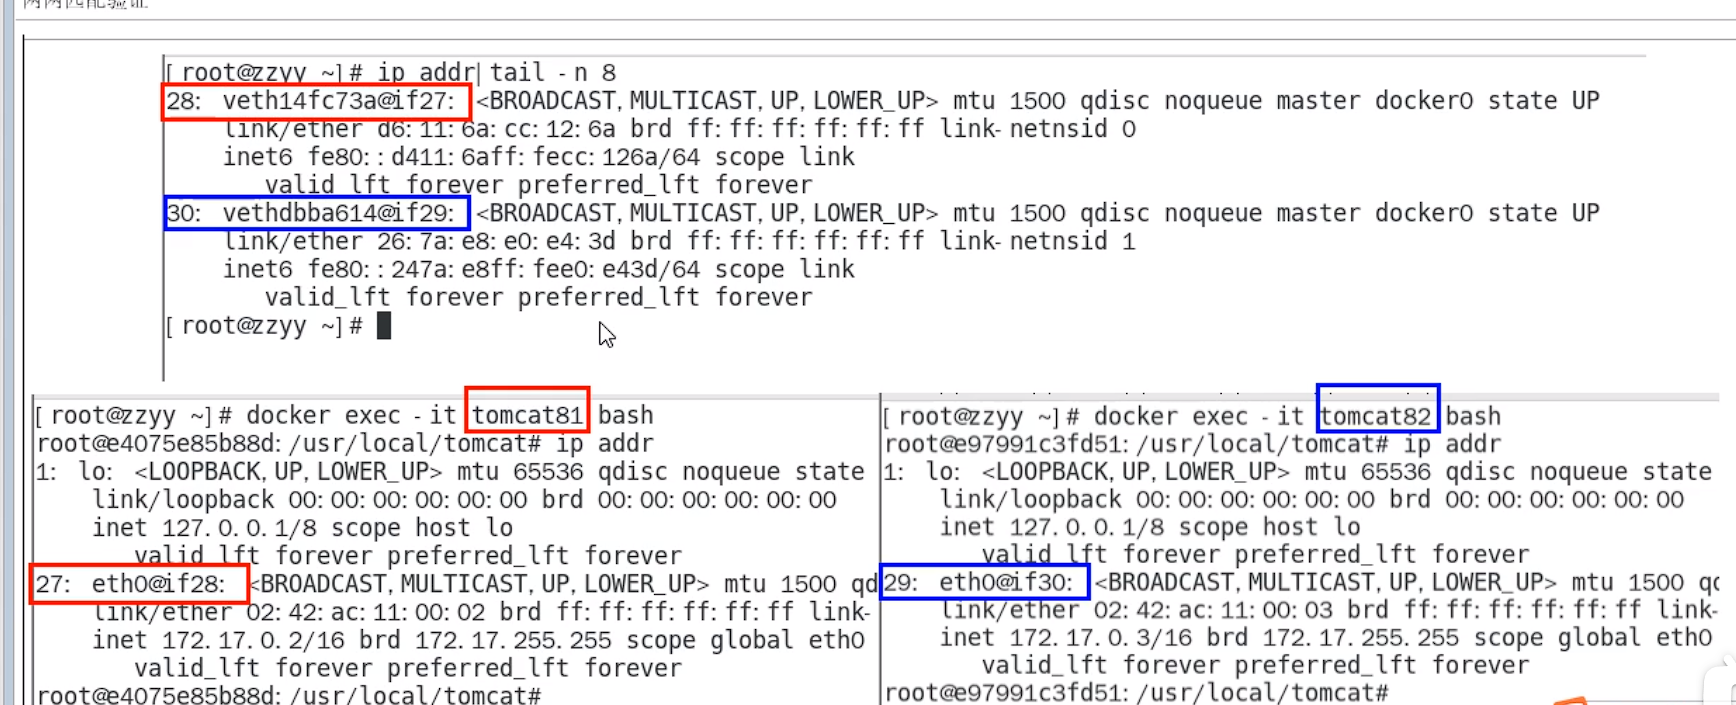 两两匹配验证
[root@zzyy ~]# ip addr| tail -n 8
28: veth14fc73a@if27: <BROADCAST,MULTICAST,UP,LOWER_UP> mtu 1500 qdisc noqueue master docker0 state UP
link/ether d6:11:6a:cc:12:6a brd ff:ff:ff:ff:ff:ff link-netnsid 0
inet6 fe80::d411:6aff:fecc:126a/64 scope link
valid_lft forever preferred_lft forever
30: vethdbba614@if29: <BROADCAST,MULTICAST,UP,LOWER_UP> mtu 1500 qdisc noqueue master docker0 state UP
link/ether 26:7a:e8:e0:e4:3d brd ff:ff:ff:ff:ff:ff link-netnsid 1
inet6 fe80::247a:e8ff:fee0:e43d/64 scope link
valid_lft forever preferred_lft forever
[root@zzyy ~]#
[root@zzyy ~]# docker exec -it tomcat81 bash
root@e4075e85b88d:/usr/local/tomcat# ip addr
1: lo: <LOOPBACK,UP,LOWER_UP> mtu 65536 qdisc noqueue state
link/loopback 00:00:00:00:00:00 brd 00:00:00:00:00:00
inet 127.0.0.1/8 scope host lo
valid_lft forever preferred_lft forever
27: eth0@if28: <BROADCAST,MULTICAST,UP,LOWER_UP> mtu 1500 qd
link/ether 02:42:ac:11:00:02 brd ff:ff:ff:ff:ff:ff link-
inet 172.17.0.2/16 brd 172.17.255.255 scope global eth0
valid_lft forever preferred_lft forever
root@e4075e85b88d:/usr/local/tomcat#
[root@zzyy ~]# docker exec -it tomcat82 bash
root@e97991c3fd51:/usr/local/tomcat# ip addr
1: lo: <LOOPBACK,UP,LOWER_UP> mtu 65536 qdisc noqueue state
link/loopback 00:00:00:00:00:00 brd 00:00:00:00:00:00
inet 127.0.0.1/8 scope host lo
valid_lft forever preferred_lft forever
29: eth0@if30: <BROADCAST,MULTICAST,UP,LOWER_UP> mtu 1500 qd
link/ether 02:42:ac:11:00:03 brd ff:ff:ff:ff:ff:ff link-
inet 172.17.0.3/16 brd 172.17.255.255 scope global eth0
valid_lft forever preferred_lft forever
root@e97991c3fd51:/usr/local/tomcat#